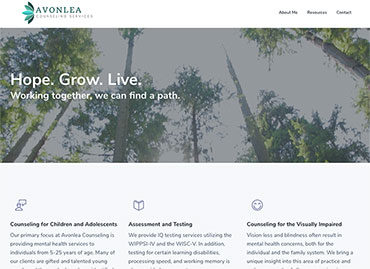 AVONLEA
COUNSELING SERVICES
About Me Resources Contact
Hope. Grow. Live.
Working together, we can find a path.
Counseling for Children and Adolescents
Our primary focus at Avonlea Counseling is
providing mental health services to
individuals from 5-25 years of age. Many of
our clients are gifted and talented young
Assessment and Testing
We provide IQ testing services utilizing the
WIPPSI-IV and the WISC-V. In addition,
testing for certain learning disabilities,
processing speed, and working memory is
Counseling for the Visually Impaired
Vision loss and blindness often result in
mental health concerns, both for
the individual and the family system. We bring a
unique insight into this area of practice and